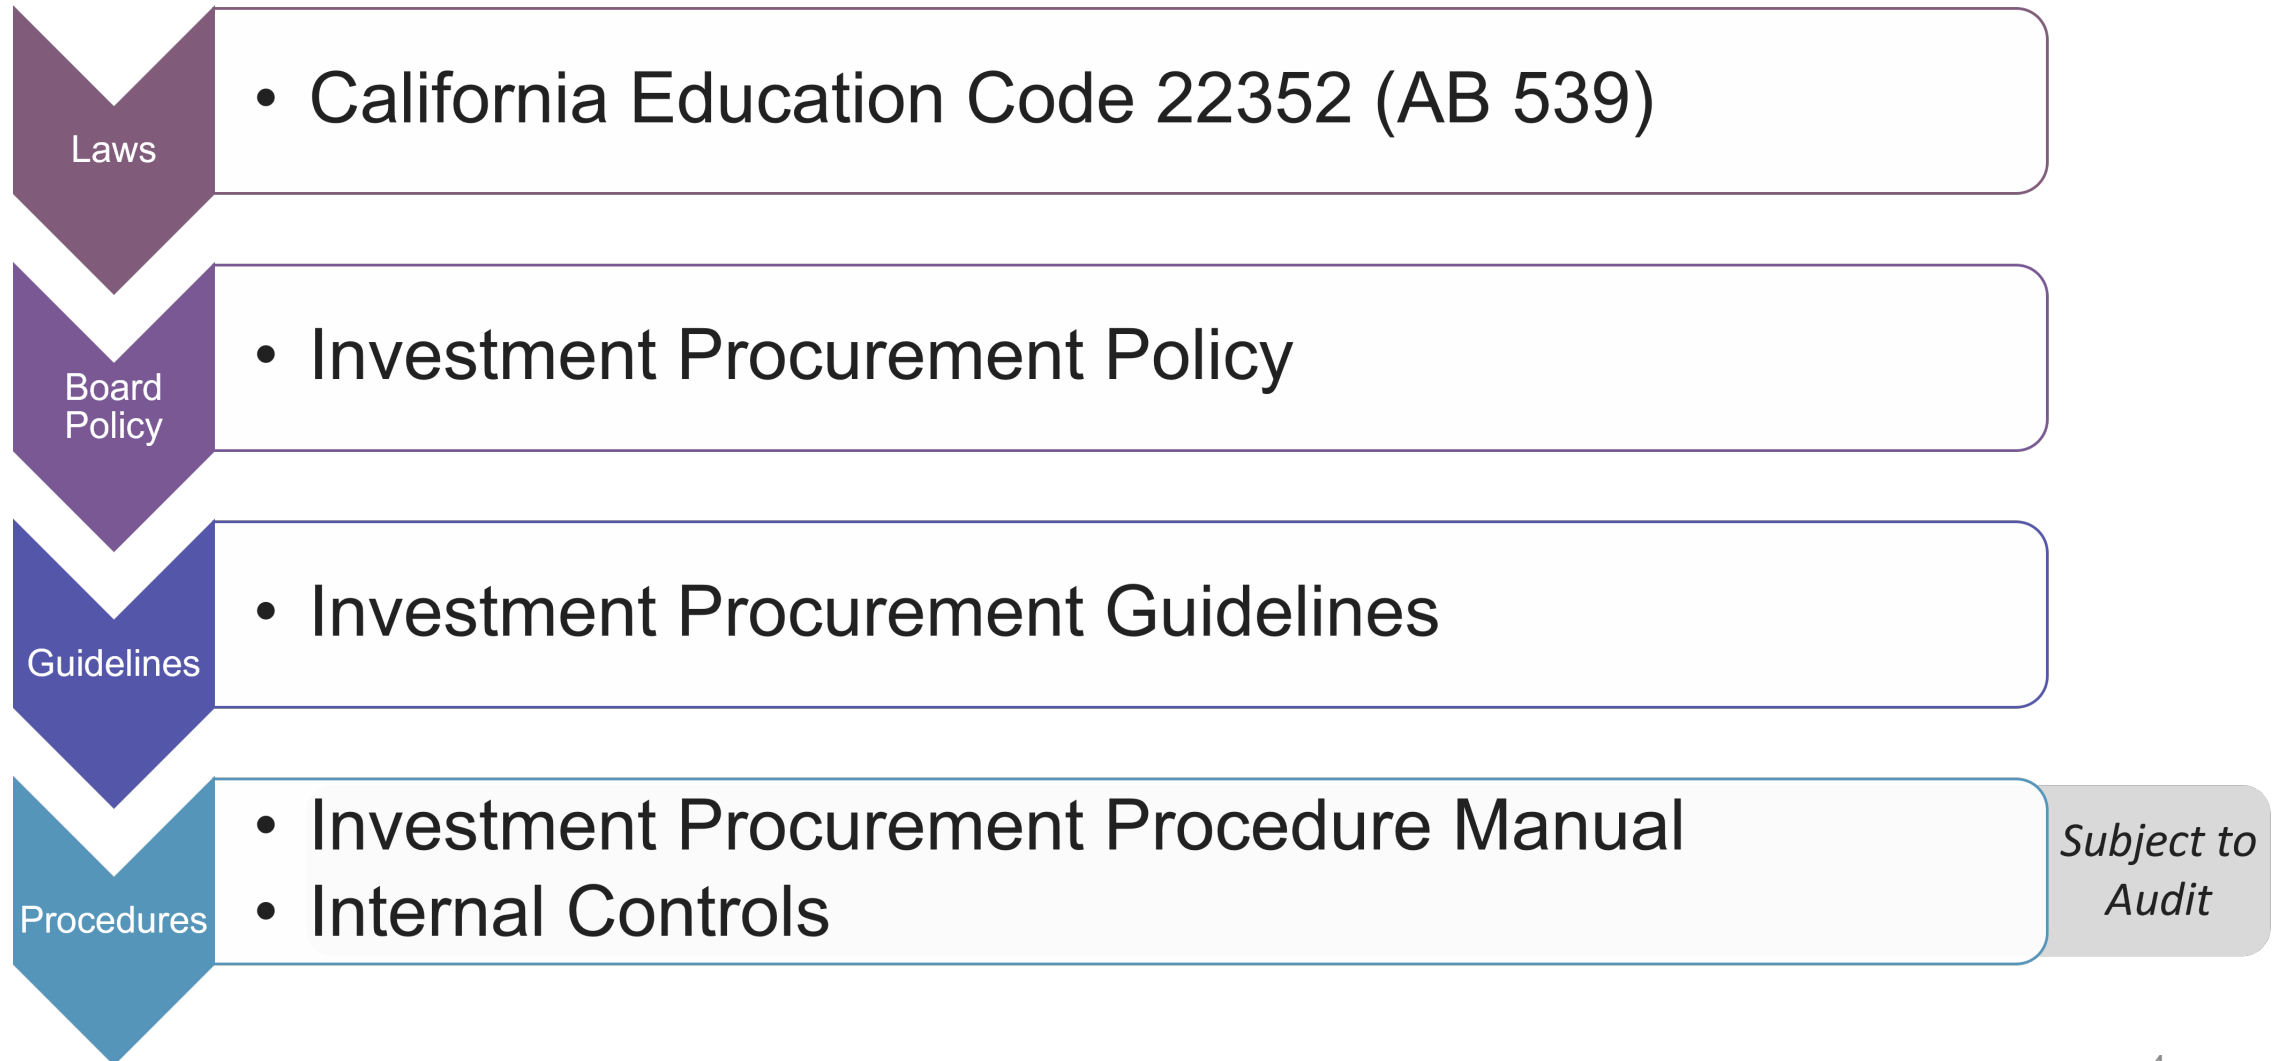 Laws
• California Education Code 22352 (AB 539)
Board
Policy
• Investment Procurement Policy
Guidelines
• Investment Procurement Guidelines
Procedures
• Investment Procurement Procedure Manual
• Internal Controls
Subject to
Audit